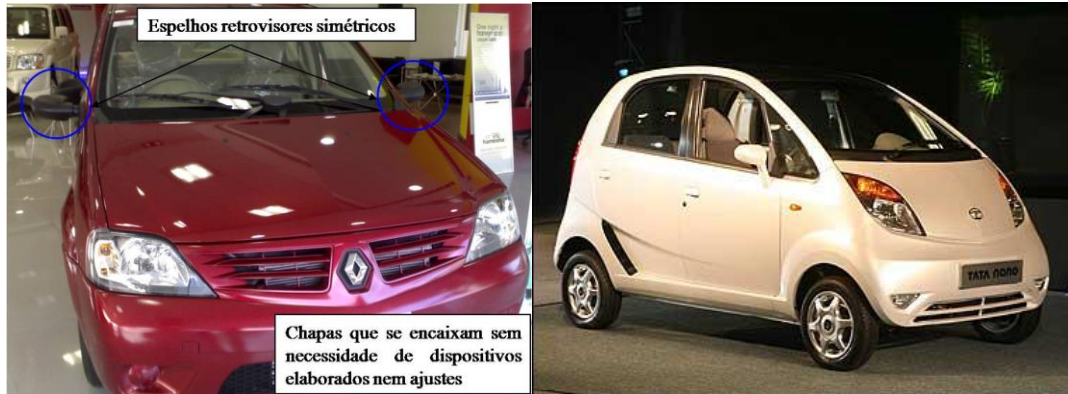 Espelhos retrovisores simétricos
Chapas que se encaixam sem
necessidade de dispositivos
elaborados nem ajustes
TATA nano